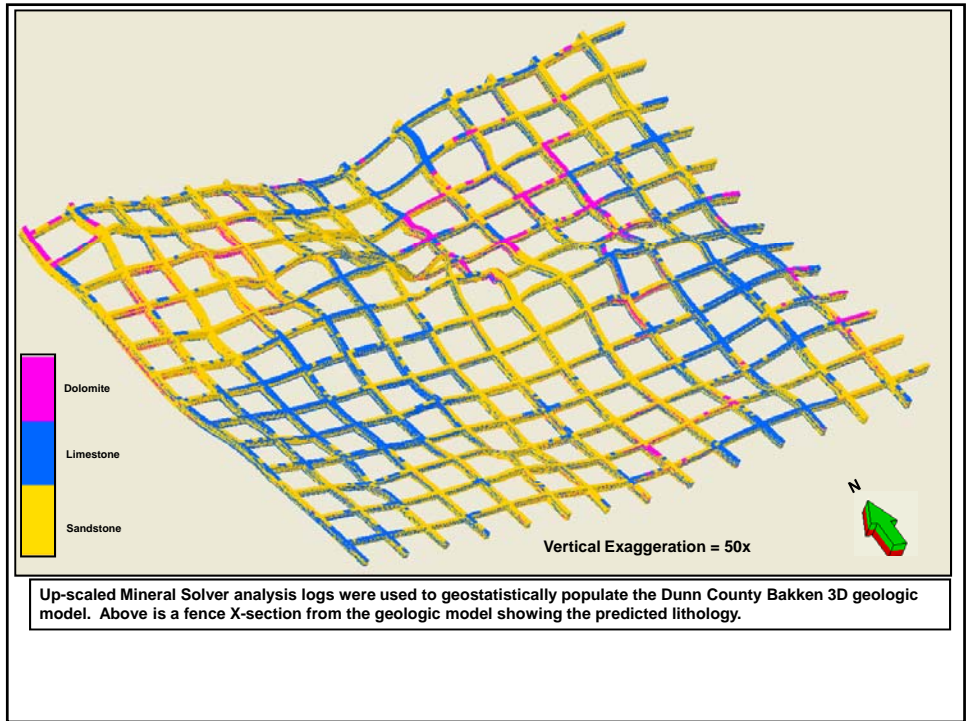 Dolomite
Limestone
Sandstone
N
Vertical Exaggeration = 50x
Up-scaled Mineral Solver analysis logs were used to geostatistically populate the Dunn County Bakken 3D geologic
model.  Above is a fence X-section from the geologic model showing the predicted lithology.